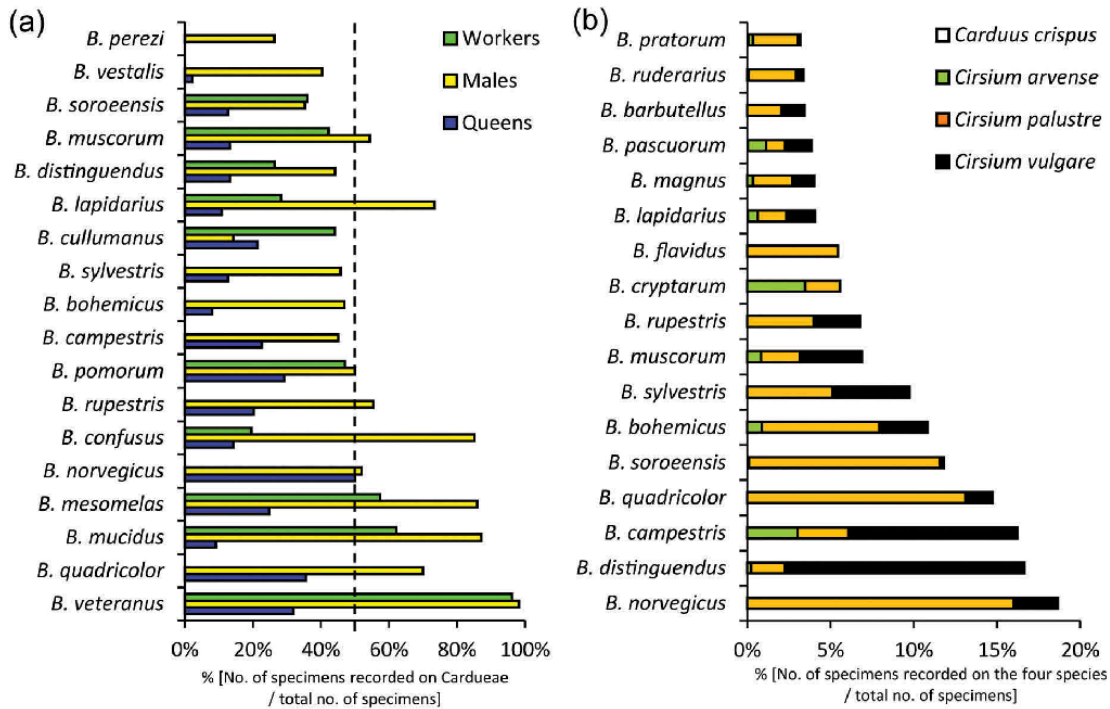 (a)
B. perezi
B. vestalis
B. soroeensis
B. muscorum
B. distinguendus
B. lapidarius
B. cullumanus
B. sylvestris
B. bohemicus
B. campestris
B. pomorum
B. rupestris
B. confusus
B. norvegicus
B. mesomelas
B. mucidus
B. quadricolor
B. veteranus
Workers
Males
Queens
0% 20% 40% 60% 80% 100%
% [No. of specimens recorded on Cardueae
/ total no. of specimens]
(b)
B. pratorum
B. ruderarius
B. barbutellus
B. pascuorum
B. magnus
B. lapidarius
B. flavidus
B. cryptarum
B. rupestris
B. muscorum
B. sylvestris
B. bohemicus
B. soroeensis
B. quadricolor
B. campestris
B. distinguendus
B. norvegicus
Carduus crispus
Cirsium arvense
Cirsium palustre
Cirsium vulgare
0% 5% 10% 15% 20%
% [No. of specimens recorded on the four species
/ total no. of specimens]